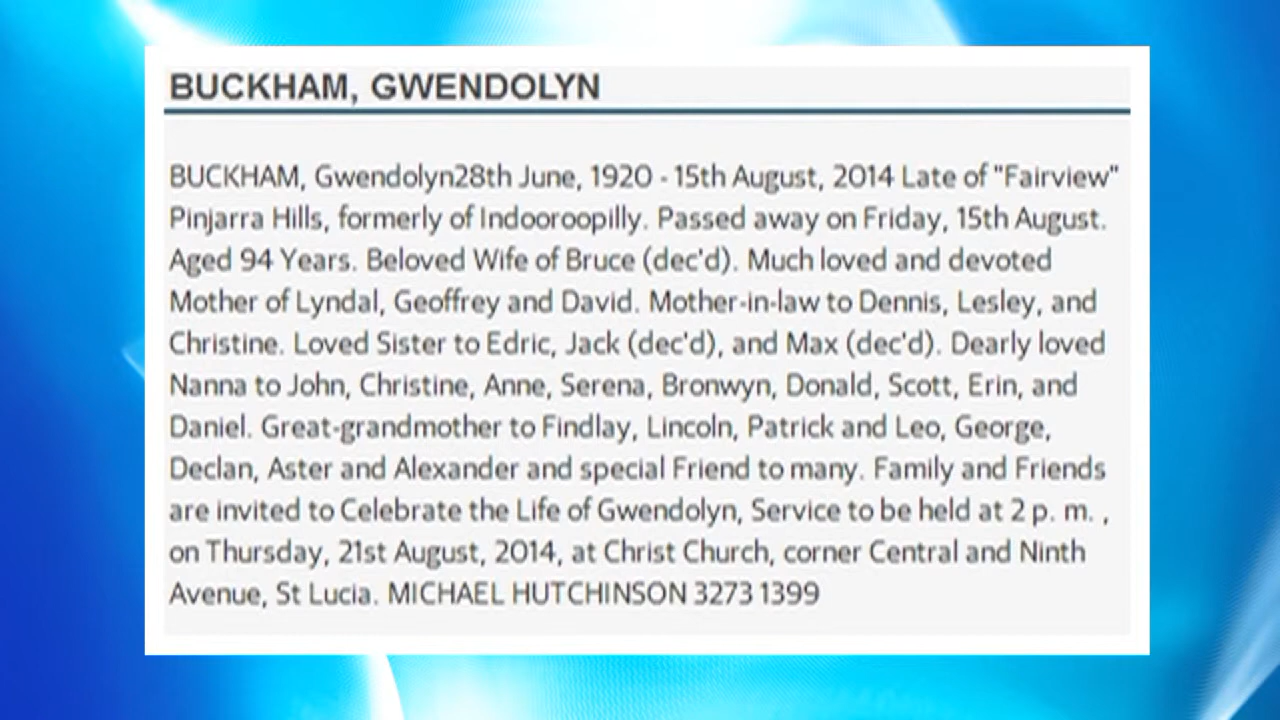 BUCKHAM, GWENDOLYN
BUCKHAM, Gwendolyn28th June, 1920 - 15th August, 2014 Late of "Fairview"
Pinjarra Hills, formerly of Indooroopilly. Passed away on Friday, 15th August.
Aged 94 Years. Beloved Wife of Bruce (dec'd). Much loved and devoted
Mother of Lyndal, Geoffrey and David. Mother-in-law to Dennis, Lesley, and
Christine. Loved Sister to Edric, Jack (dec'd), and Max (dec'd). Dearly loved
Nanna to John, Christine, Anne, Serena, Bronwyn, Donald, Scott, Erin, and
Daniel. Great-grandmother to Findlay, Lincoln, Patrick and Leo, George,
Declan, Aster and Alexander and special Friend to many. Family and Friends
are invited to Celebrate the Life of Gwendolyn, Service to be held at 2 p. m. ,
on Thursday, 21st August, 2014, at Christ Church, corner Central and Ninth
Avenue, St Lucia. MICHAEL HUTCHINSON 3273 1399